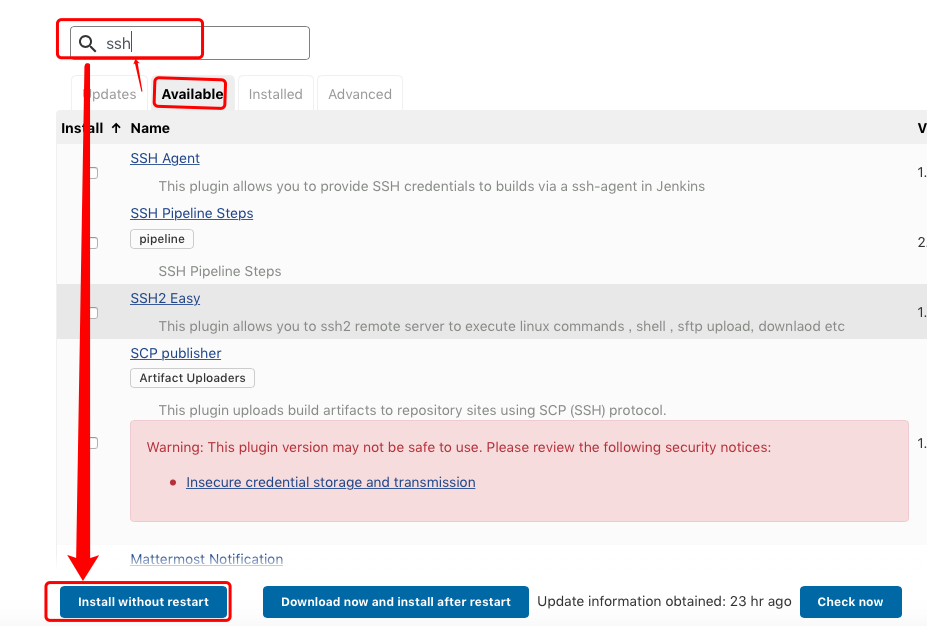 ssh
Updates Available Installed Advanced
Install ↑ Name V
SSH Agent
1.
This plugin allows you to provide SSH credentials to builds via a ssh-agent in Jenkins
SSH Pipeline Steps
pipeline
2
SSH Pipeline Steps
SSH2 Easy
1.
This plugin allows you to ssh2 remote server to execute linux commands , shell , sftp upload, downlaod etc
SCP publisher
Artifact Uploaders
This plugin uploads build artifacts to repository sites using SCP (SSH) protocol.
Warning: This plugin version may not be safe to use. Please review the following security notices:
1.
• Insecure credential storage and transmission
Mattermost Notification
Install without restart Download now and install after restart Update information obtained: 23 hr ago Check now